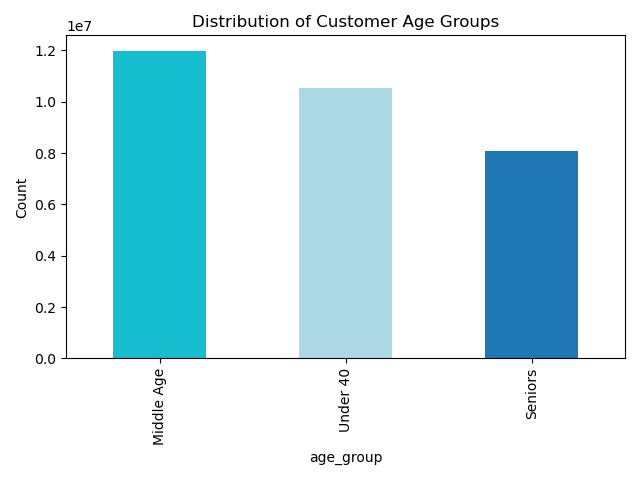 Distribution of Customer Age Groups
1e7
1.2
1.0
0.8
0.6
0.4
0.2
0.0
Count
Middle Age
Under 40
Seniors
age_group